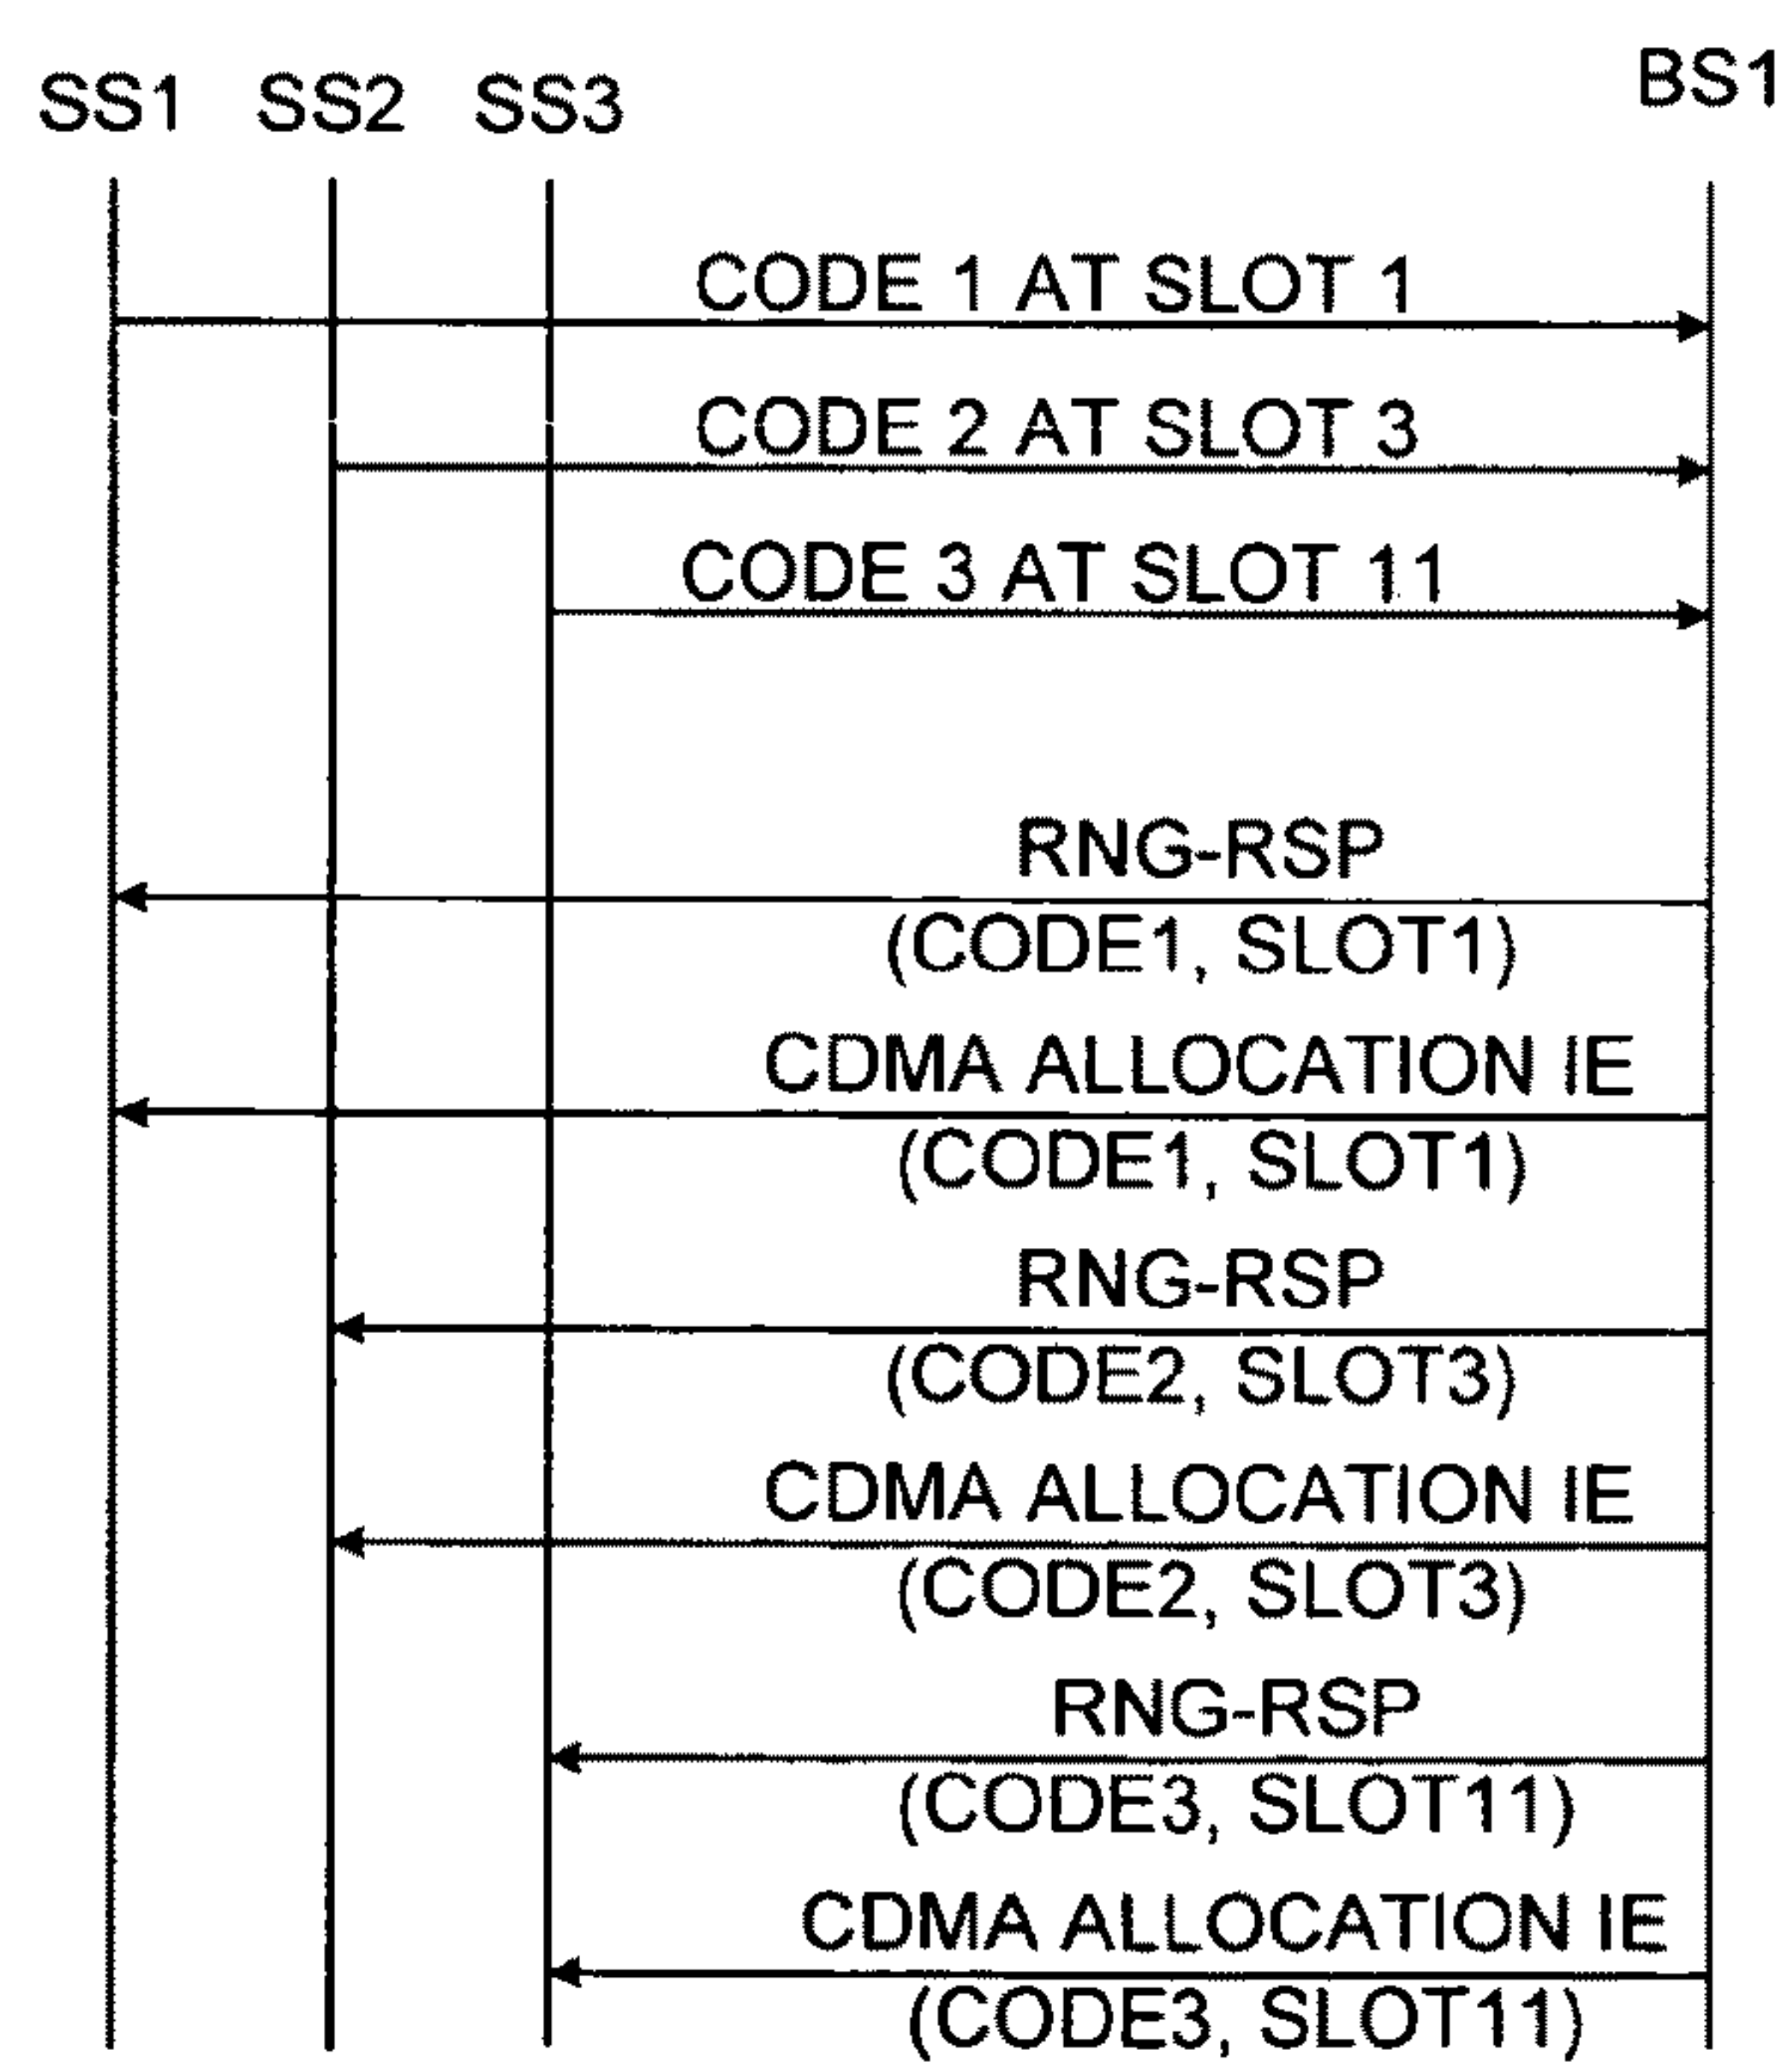 SS1 SS2 SS3 BS1
CODE 1 AT SLOT 1
CODE 2 AT SLOT 3
CODE 3 AT SLOT 11
RNG-RSP
(CODE1, SLOT1)
CDMA ALLOCATION IE
(CODE1, SLOT1)
RNG-RSP
(CODE2, SLOT3)
CDMA ALLOCATION IE
(CODE2, SLOT3)
RNG-RSP
(CODE3, SLOT11)
CDMA ALLOCATION IE
(CODE3, SLOT11)